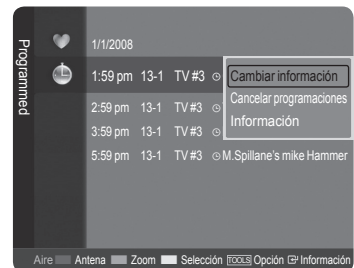 Programmed
1/1/2008
1:59 pm 13-1 TV #3 Cambiar información
Cancelar programaciones
2:59 pm 13-1 TV #3
Información
3:59 pm 13-1 TV #3
5:59 pm 13-1 TV #3 M.Spillane's mike Hammer
Aire Antena Zoom Selección TOOLS Opción Información